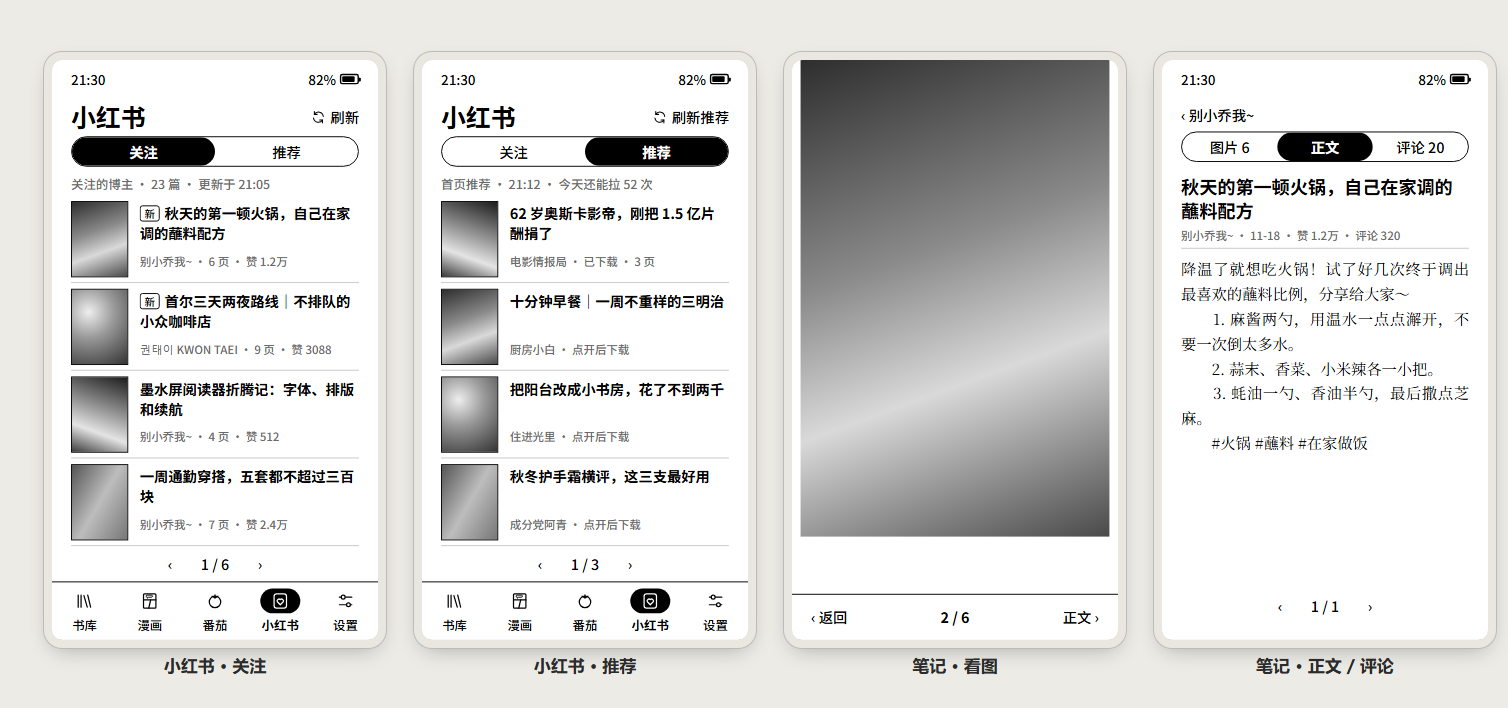 21:30 82%
小红书 刷新
关注 推荐
关注的博主 · 23 篇 · 更新于 21:05
新 秋天的第一顿火锅，自己在家
调的蘸料配方
别小乔我~ · 6 页 · 赞 1.2万
新 首尔三天两夜路线｜不排队的
小众咖啡店
권태이 KWON TAEI · 9 页 · 赞 3088
墨水屏阅读器折腾记：字体、排版
和续航
别小乔我~ · 4 页 · 赞 512
一周通勤穿搭，五套都不超过三百
块
别小乔我~ · 7 页 · 赞 2.4万
‹ 1 / 6 ›
书库 漫画 番茄 小红书 设置
小红书 · 关注
21:30 82%
小红书 刷新推荐
关注 推荐
首页推荐 · 21:12 · 今天还能拉 52 次
62 岁奥斯卡影帝，刚把 1.5 亿片
酬捐了
电影情报局 · 已下载 · 3 页
十分钟早餐｜一周不重样的三明治
厨房小白 · 点开后下载
把阳台改成小书房，花了不到两千
住进光里 · 点开后下载
秋冬护手霜横评，这三支最好用
成分党阿青 · 点开后下载
‹ 1 / 3 ›
书库 漫画 番茄 小红书 设置
小红书 · 推荐
‹ 返回 2 / 6 正文 ›
笔记 · 看图
21:30 82%
‹ 别小乔我~
图片 6 正文 评论 20
秋天的第一顿火锅，自己在家调的
蘸料配方
别小乔我~ · 11-18 · 赞 1.2万 · 评论 320
降温了就想吃火锅！试了好几次终于调出
最喜欢的蘸料比例，分享给大家～
1. 麻酱两勺，用温水一点点澥开，不
要一次倒太多水。
2. 蒜末、香菜、小米辣各一小把。
3. 蚝油一勺、香油半勺，最后撒点芝
麻。
#火锅 #蘸料 #在家做饭
‹ 1 / 1 ›
笔记 · 正文 / 评论